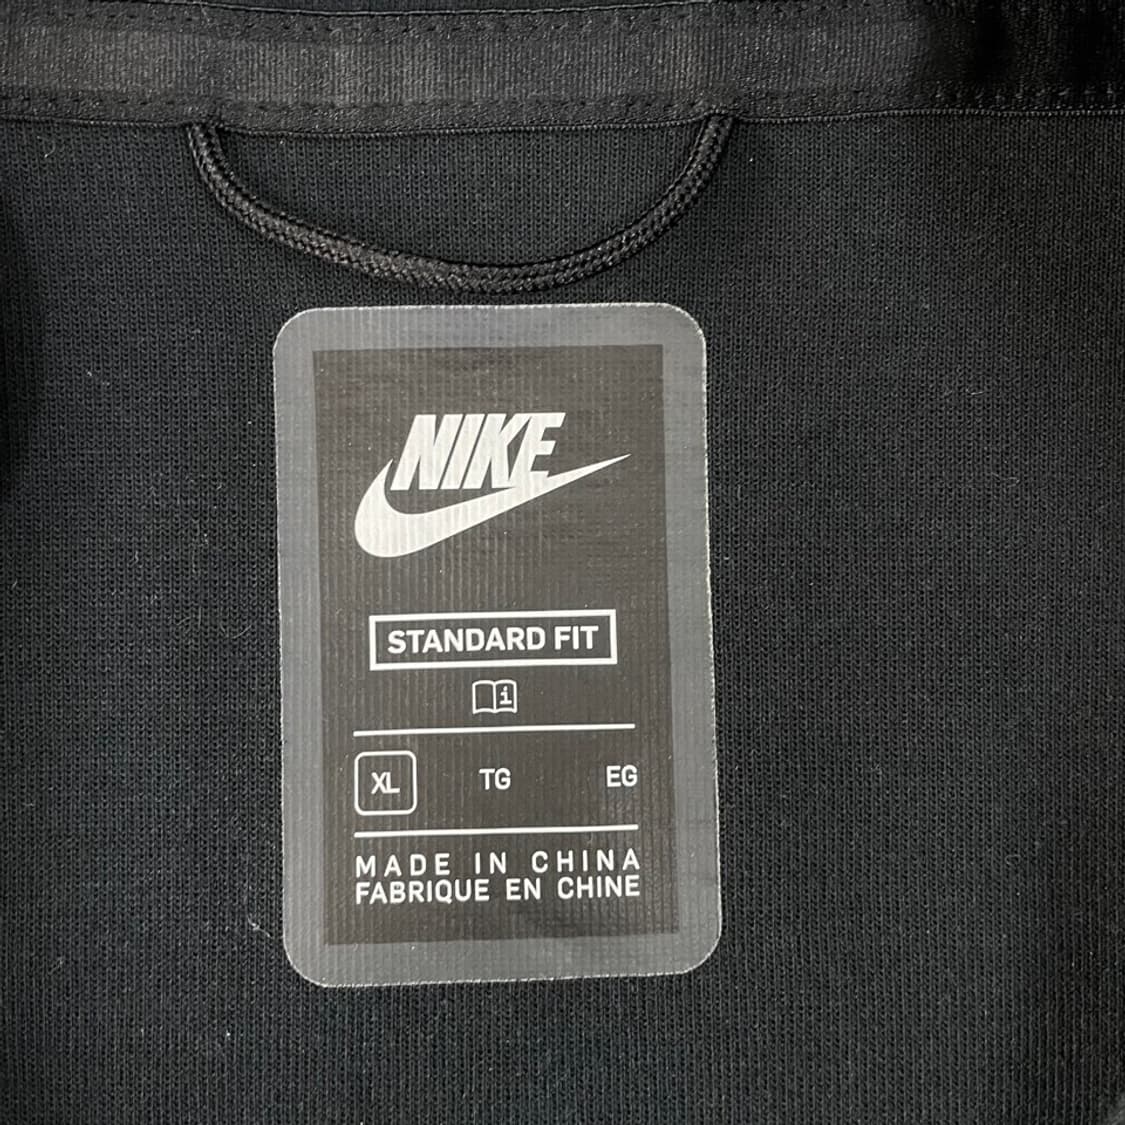 NIKE
STANDARD FIT
i
XL TG EG
MADE IN CHINA
FABRIQUE EN CHINE